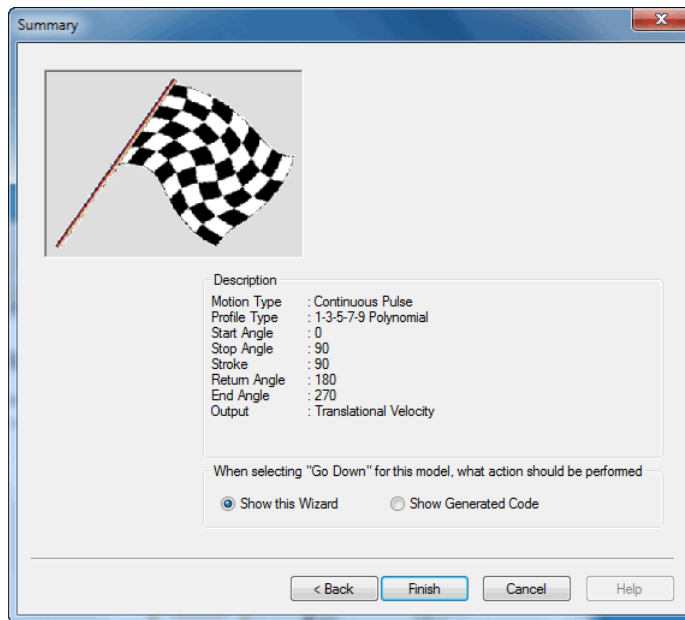 Summary
Description
Motion Type : Continuous Pulse
Profile Type : 1-3-5-7-9 Polynomial
Start Angle : 0
Stop Angle : 90
Stroke : 90
Return Angle : 180
End Angle : 270
Output : Translational Velocity
When selecting "Go Down" for this model, what action should be performed
Show this Wizard Show Generated Code
< Back Finish Cancel Help